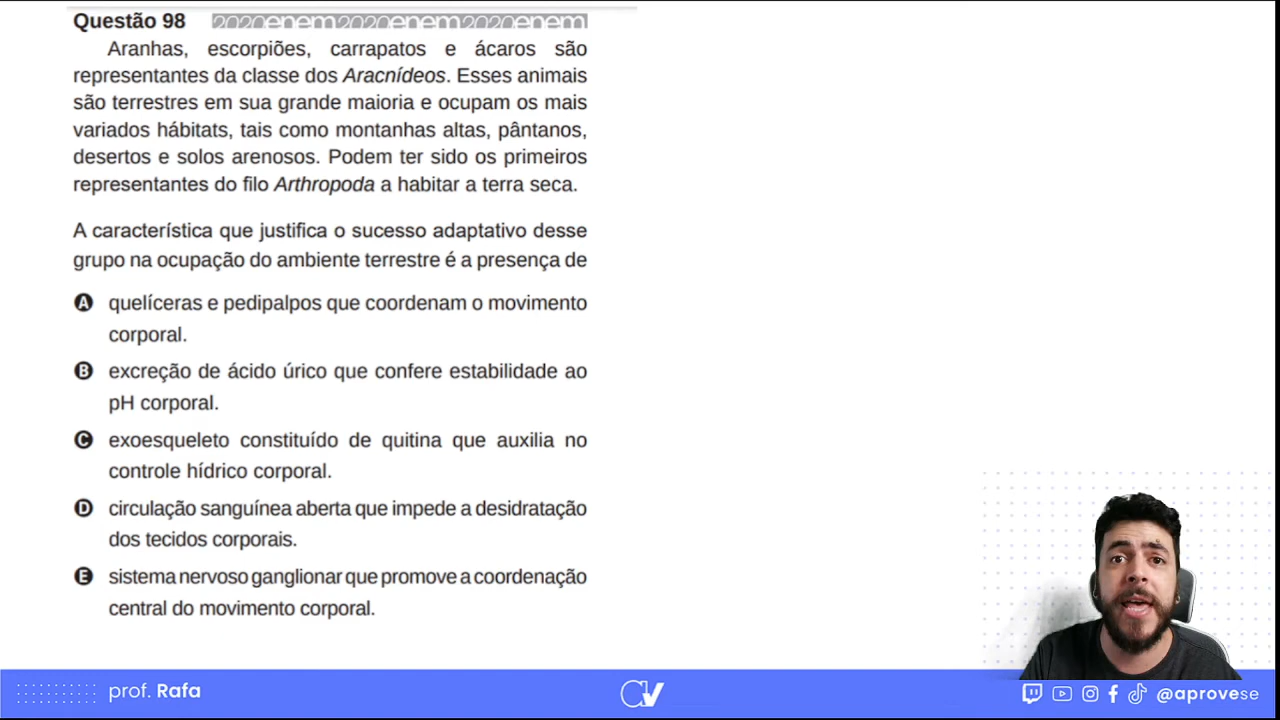 Questão 98 2020enem2020enem2020enem
Aranhas, escorpiões, carrapatos e ácaros são
representantes da classe dos Aracnídeos. Esses animais
são terrestres em sua grande maioria e ocupam os mais
variados hábitats, tais como montanhas altas, pântanos,
desertos e solos arenosos. Podem ter sido os primeiros
representantes do filo Arthropoda a habitar a terra seca.
A característica que justifica o sucesso adaptativo desse
grupo na ocupação do ambiente terrestre é a presença de
A quelíceras e pedipalpos que coordenam o movimento
corporal.
B excreção de ácido úrico que confere estabilidade ao
pH corporal.
C exoesqueleto constituído de quitina que auxilia no
controle hídrico corporal.
D circulação sanguínea aberta que impede a desidratação
dos tecidos corporais.
E sistema nervoso ganglionar que promove a coordenação
central do movimento corporal.
prof. Rafa
@aprovese